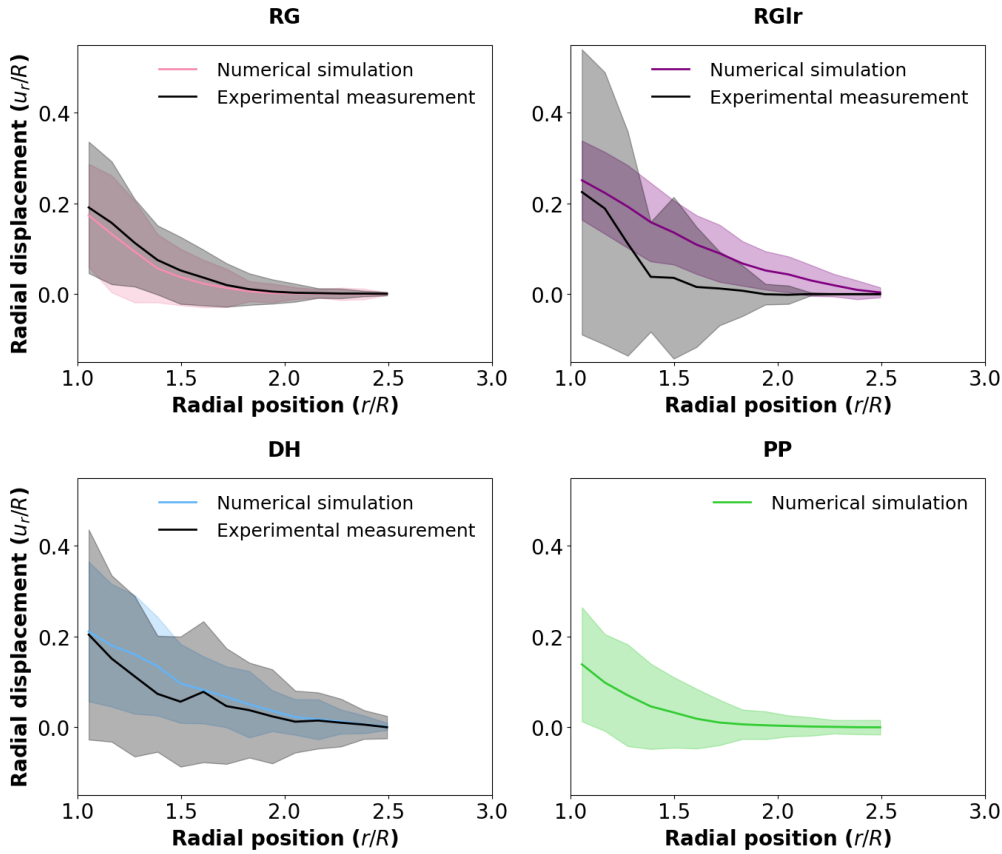 RG
Numerical simulation
Experimental measurement
Radial displacement (u_r/R)
0.4
0.2
0.0
1.0 1.5 2.0 2.5 3.0
Radial position (r/R)
RGlr
Numerical simulation
Experimental measurement
0.4
0.2
0.0
1.0 1.5 2.0 2.5 3.0
Radial position (r/R)
DH
Numerical simulation
Experimental measurement
Radial displacement (u_r/R)
0.4
0.2
0.0
1.0 1.5 2.0 2.5 3.0
Radial position (r/R)
PP
Numerical simulation
0.4
0.2
0.0
1.0 1.5 2.0 2.5 3.0
Radial position (r/R)